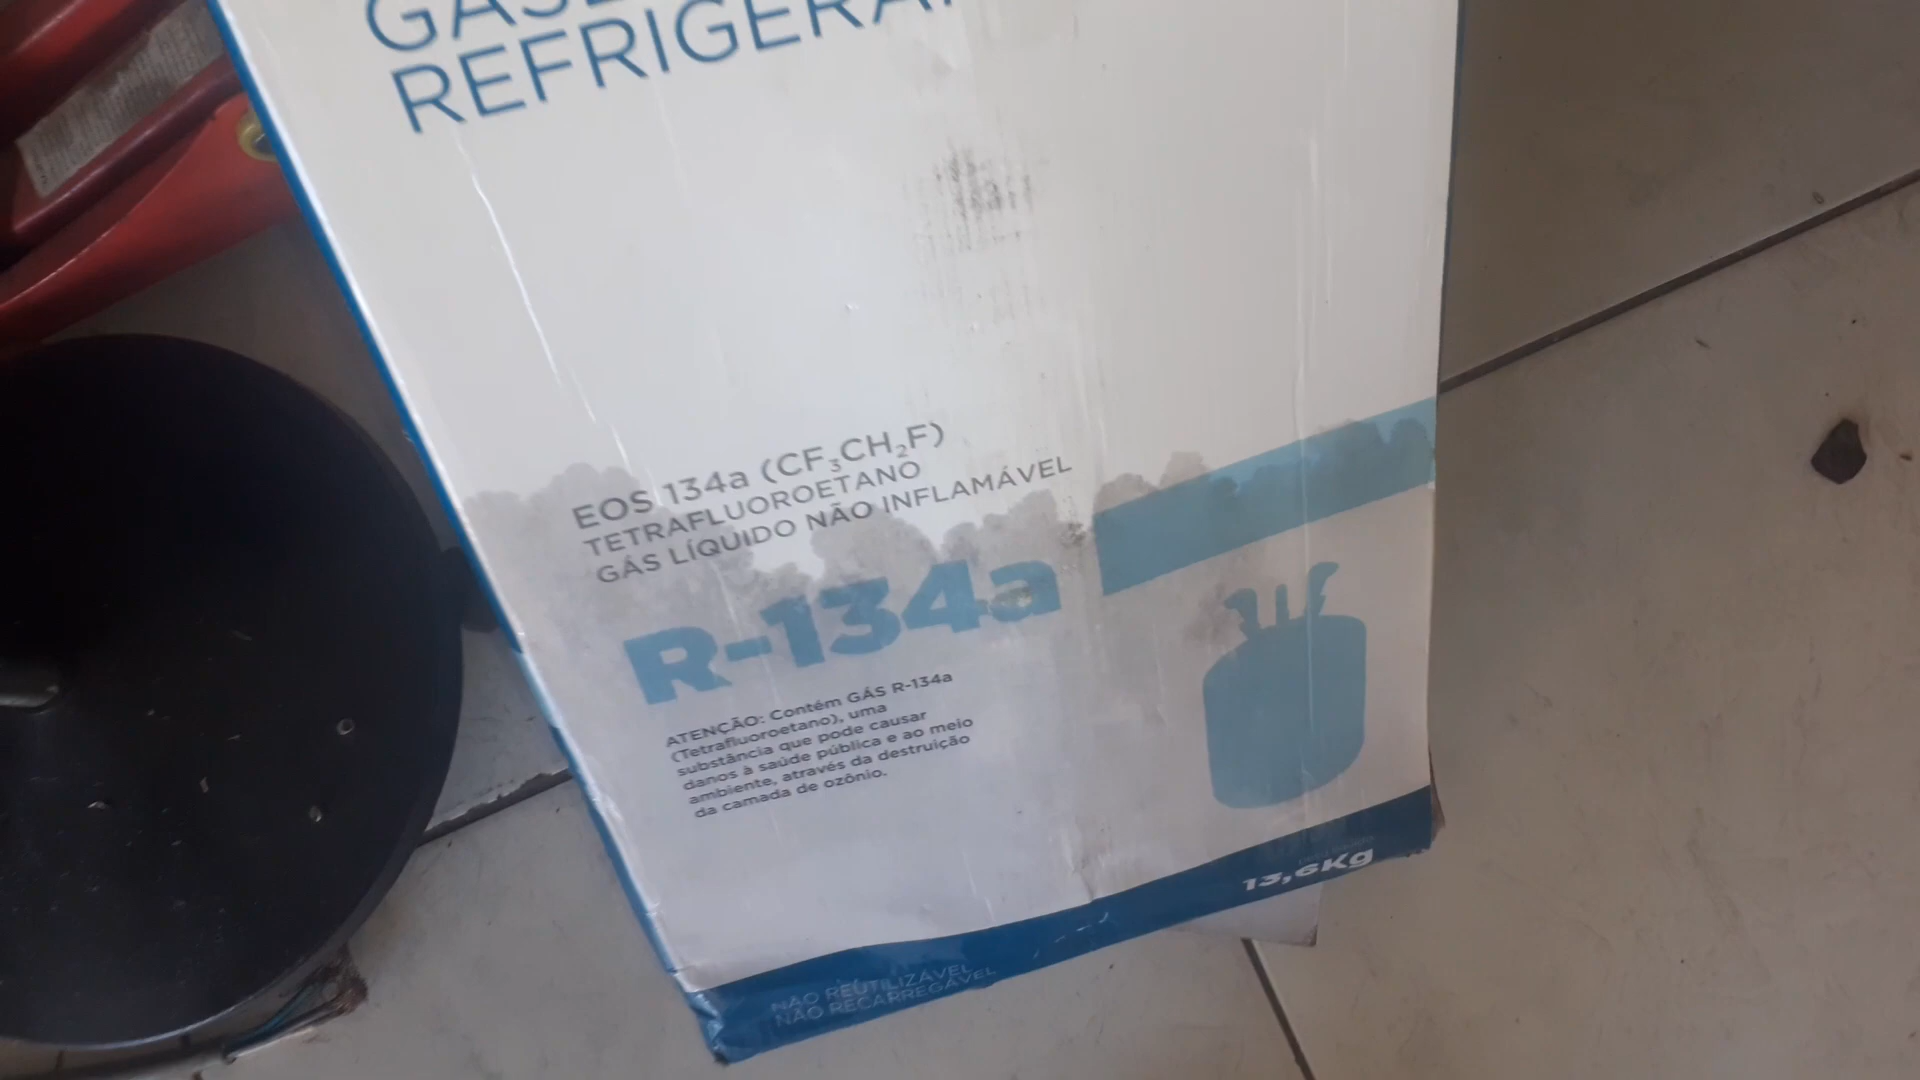 REFRIGERA
EOS 134a (CF₃CH₂F)
TETRAFLUOROETANO
GÁS LÍQUIDO NÃO INFLAMÁVEL
R-134a
ATENÇÃO: Contém GÁS R-134a
(Tetrafluoroetano), uma
substância que pode causar
danos à saúde pública e ao meio
ambiente, através da destruição
da camada de ozônio.
13,6Kg
NÃO REUTILIZÁVEL
NÃO RECARREGÁVEL